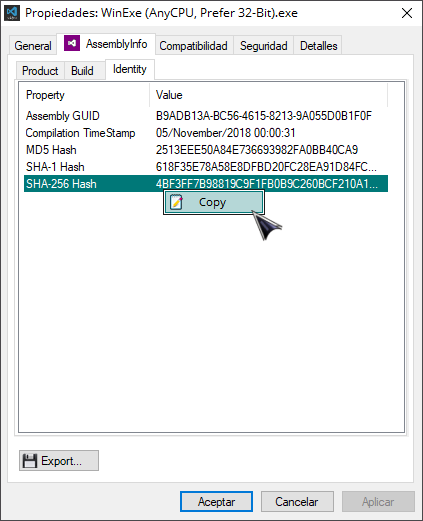 Propiedades: WinExe (AnyCPU, Prefer 32-Bit).exe
General AssemblyInfo Compatibilidad Seguridad Detalles
Product Build Identity
Property Value
Assembly GUID B9ADB13A-BC56-4615-8213-9A055D0B1F0F
Compilation TimeStamp 05/November/2018 00:00:31
MD5 Hash 2513EEE50A84E736693982FA0BB40CA9
SHA-1 Hash 618F35E78A58E8DFBD20FC28EA91D84FC...
SHA-256 Hash 4BF3FF7B98819C9F1FB0B9C260BCF210A1...
Copy
Export...
Aceptar Cancelar Aplicar